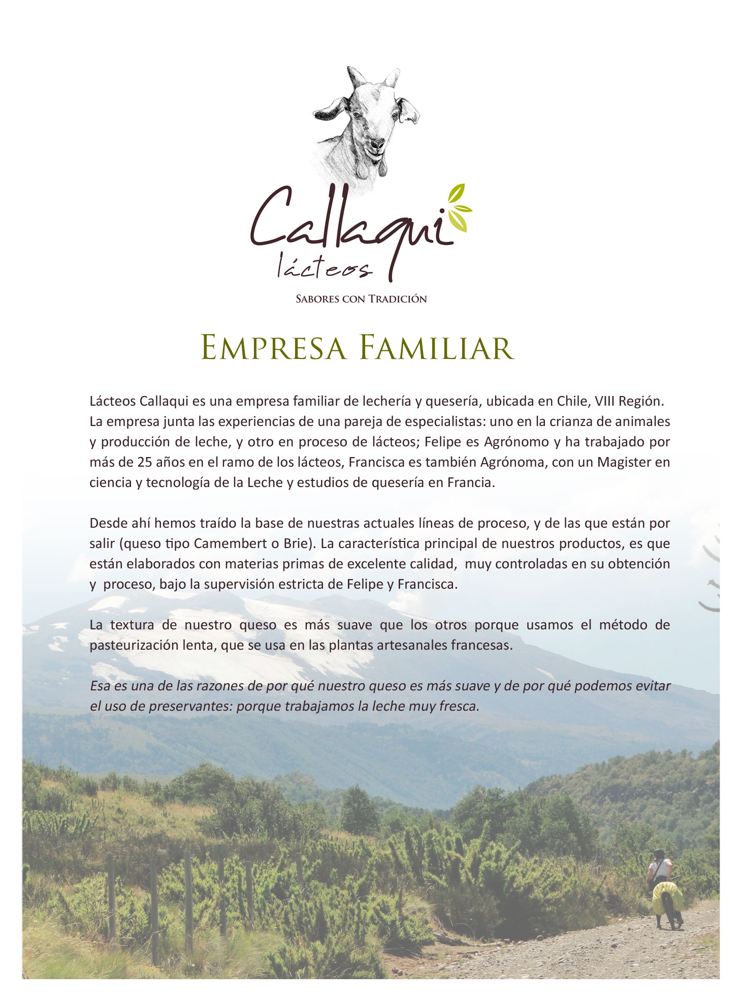 Callaqui
lácteos
Sabores con Tradición
Empresa Familiar
Lácteos Callaqui es una empresa familiar de lechería y quesería, ubicada en Chile, VIII Región.
La empresa junta las experiencias de una pareja de especialistas: uno en la crianza de animales
y producción de leche, y otro en proceso de lácteos; Felipe es Agrónomo y ha trabajado por
más de 25 años en el ramo de los lácteos, Francisca es también Agrónoma, con un Magister en
ciencia y tecnología de la Leche y estudios de quesería en Francia.
Desde ahí hemos traído la base de nuestras actuales líneas de proceso, y de las que están por
salir (queso tipo Camembert o Brie). La característica principal de nuestros productos, es que
están elaborados con materias primas de excelente calidad,  muy controladas en su obtención
y  proceso, bajo la supervisión estricta de Felipe y Francisca.
La textura de nuestro queso es más suave que los otros porque usamos el método de
pasteurización lenta, que se usa en las plantas artesanales francesas.
Esa es una de las razones de por qué nuestro queso es más suave y de por qué podemos evitar
el uso de preservantes: porque trabajamos la leche muy fresca.